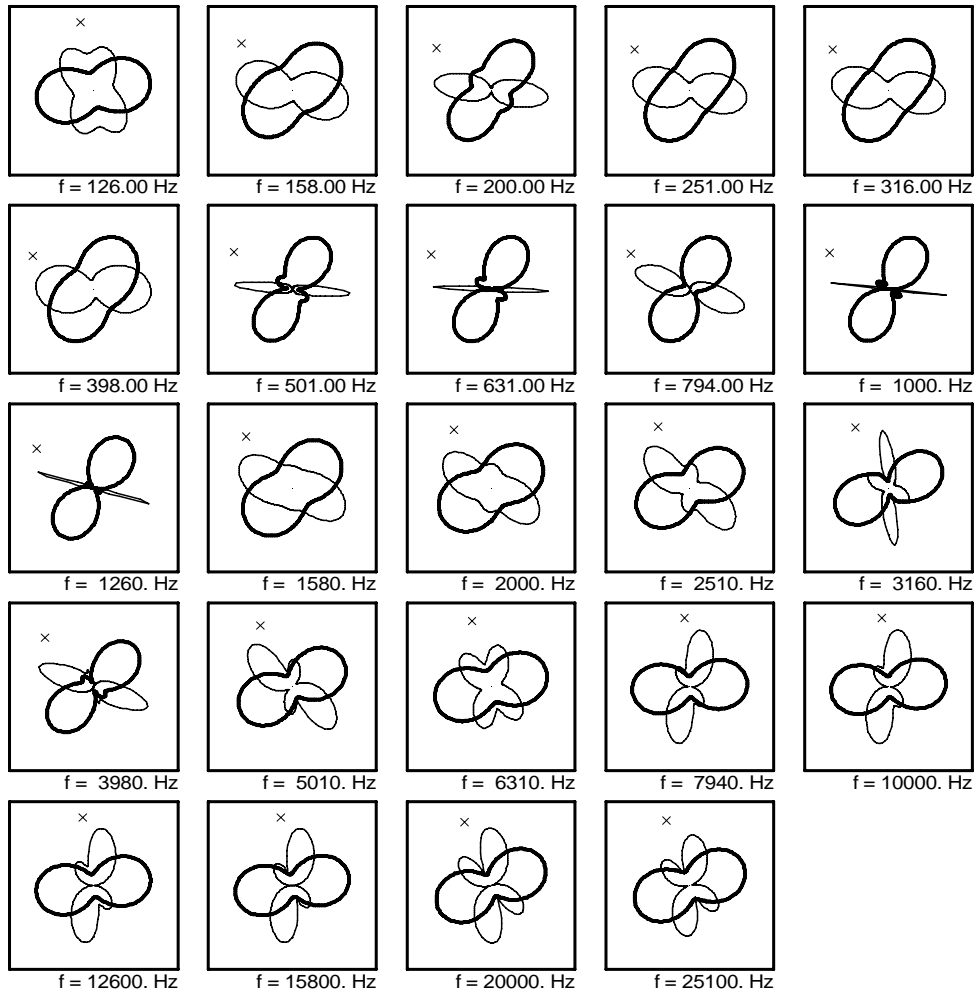 f = 126.00 Hz
f = 158.00 Hz
f = 200.00 Hz
f = 251.00 Hz
f = 316.00 Hz
f = 398.00 Hz
f = 501.00 Hz
f = 631.00 Hz
f = 794.00 Hz
f = 1000. Hz
f = 1260. Hz
f = 1580. Hz
f = 2000. Hz
f = 2510. Hz
f = 3160. Hz
f = 3980. Hz
f = 5010. Hz
f = 6310. Hz
f = 7940. Hz
f = 10000. Hz
f = 12600. Hz
f = 15800. Hz
f = 20000. Hz
f = 25100. Hz